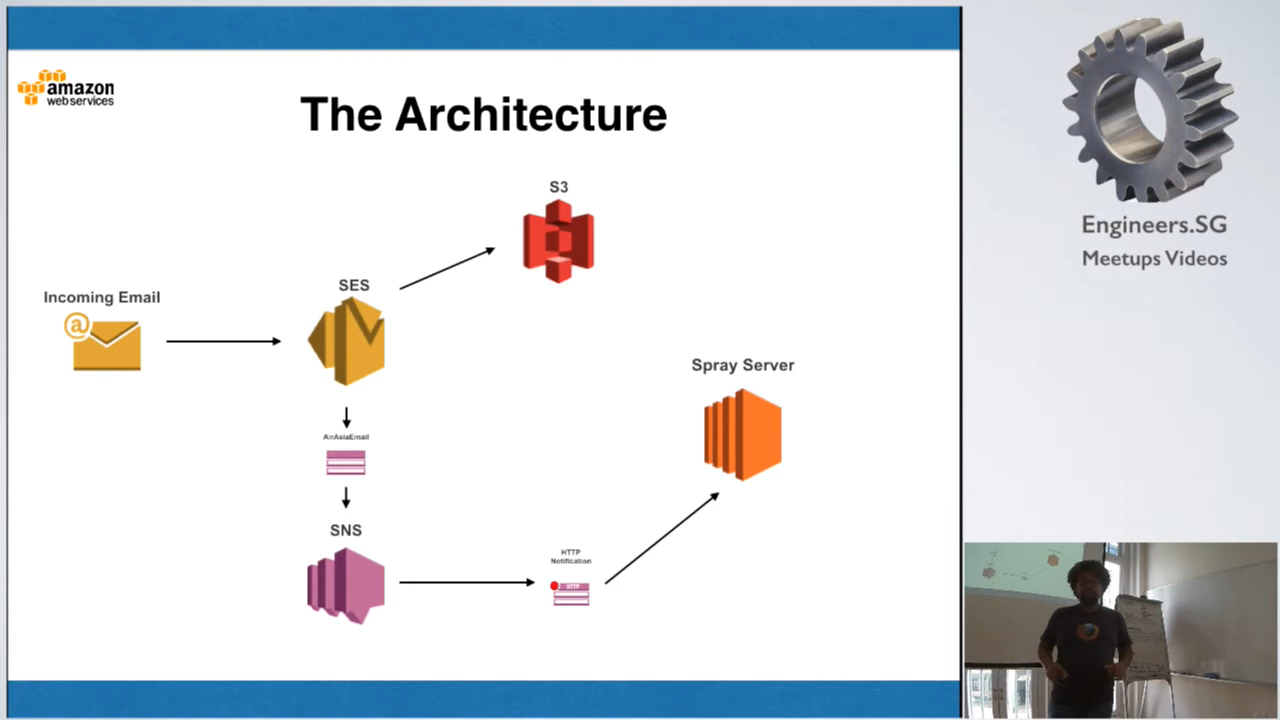 amazon
webservices
The Architecture
S3
SES
Incoming Email
Spray Server
AirAsiaEmail
SNS
HTTP
Notification
HTTP
Engineers.SG
Meetups Videos